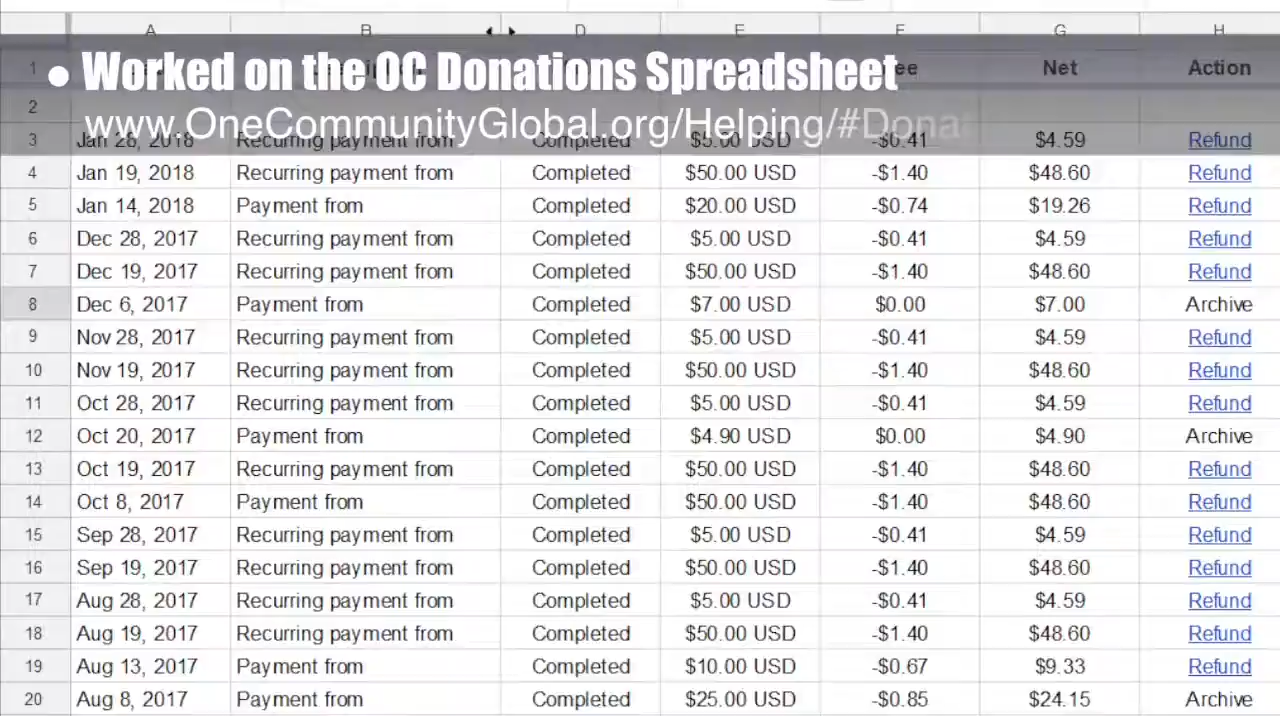 A B D E F G H
• Worked on the OC Donations Spreadsheet
1 Net Action
www.OneCommunityGlobal.org/Helping/#Dona
2
3 Jan 28, 2018 Recurring payment from Completed $5.00 USD -$0.41 $4.59 Refund
4 Jan 19, 2018 Recurring payment from Completed $50.00 USD -$1.40 $48.60 Refund
5 Jan 14, 2018 Payment from Completed $20.00 USD -$0.74 $19.26 Refund
6 Dec 28, 2017 Recurring payment from Completed $5.00 USD -$0.41 $4.59 Refund
7 Dec 19, 2017 Recurring payment from Completed $50.00 USD -$1.40 $48.60 Refund
8 Dec 6, 2017 Payment from Completed $7.00 USD $0.00 $7.00 Archive
9 Nov 28, 2017 Recurring payment from Completed $5.00 USD -$0.41 $4.59 Refund
10 Nov 19, 2017 Recurring payment from Completed $50.00 USD -$1.40 $48.60 Refund
11 Oct 28, 2017 Recurring payment from Completed $5.00 USD -$0.41 $4.59 Refund
12 Oct 20, 2017 Payment from Completed $4.90 USD $0.00 $4.90 Archive
13 Oct 19, 2017 Recurring payment from Completed $50.00 USD -$1.40 $48.60 Refund
14 Oct 8, 2017 Payment from Completed $50.00 USD -$1.40 $48.60 Refund
15 Sep 28, 2017 Recurring payment from Completed $5.00 USD -$0.41 $4.59 Refund
16 Sep 19, 2017 Recurring payment from Completed $50.00 USD -$1.40 $48.60 Refund
17 Aug 28, 2017 Recurring payment from Completed $5.00 USD -$0.41 $4.59 Refund
18 Aug 19, 2017 Recurring payment from Completed $50.00 USD -$1.40 $48.60 Refund
19 Aug 13, 2017 Payment from Completed $10.00 USD -$0.67 $9.33 Refund
20 Aug 8, 2017 Payment from Completed $25.00 USD -$0.85 $24.15 Archive